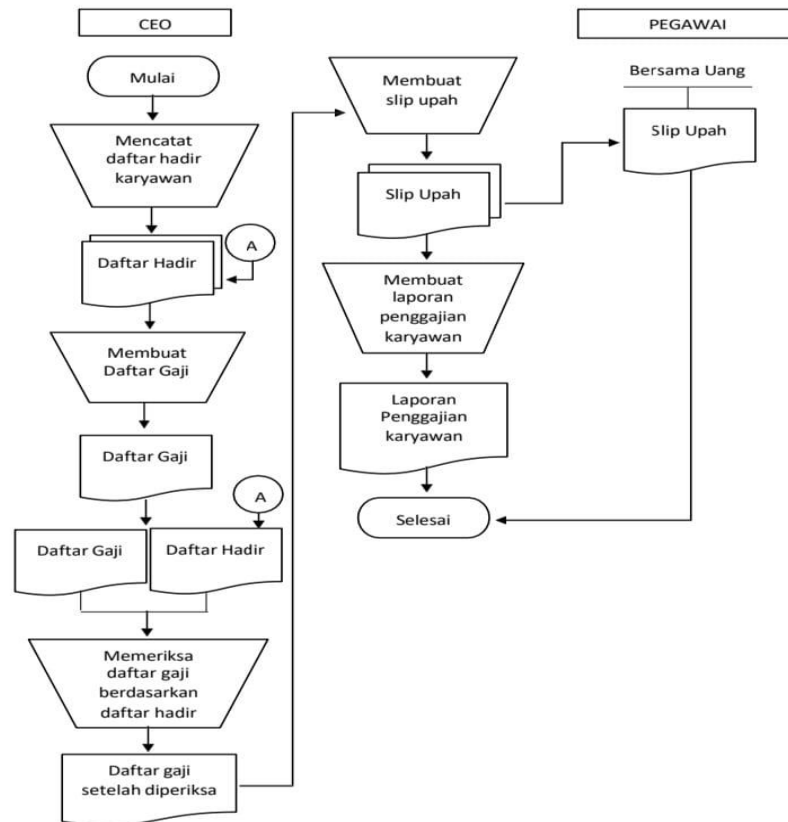 CEO
Mulai
Mencatat
daftar hadir
karyawan
Daftar Hadir
A
Membuat
Daftar Gaji
Daftar Gaji
A
Daftar Gaji
Daftar Hadir
Memeriksa
daftar gaji
berdasarkan
daftar hadir
Daftar gaji
setelah diperiksa
Membuat
slip upah
Slip Upah
Membuat
laporan
penggajian
karyawan
Laporan
Penggajian
karyawan
Selesai
PEGAWAI
Bersama Uang
Slip Upah